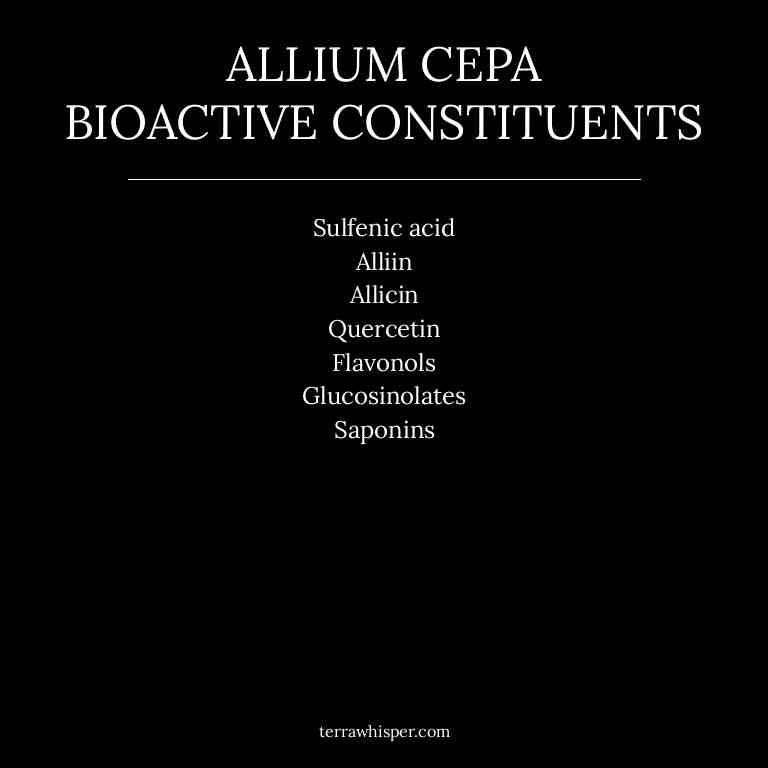 ALLIUM CEPA
BIOACTIVE CONSTITUENTS
Sulfenic acid
Alliin
Allicin
Quercetin
Flavonols
Glucosinolates
Saponins
terrawhisper.com